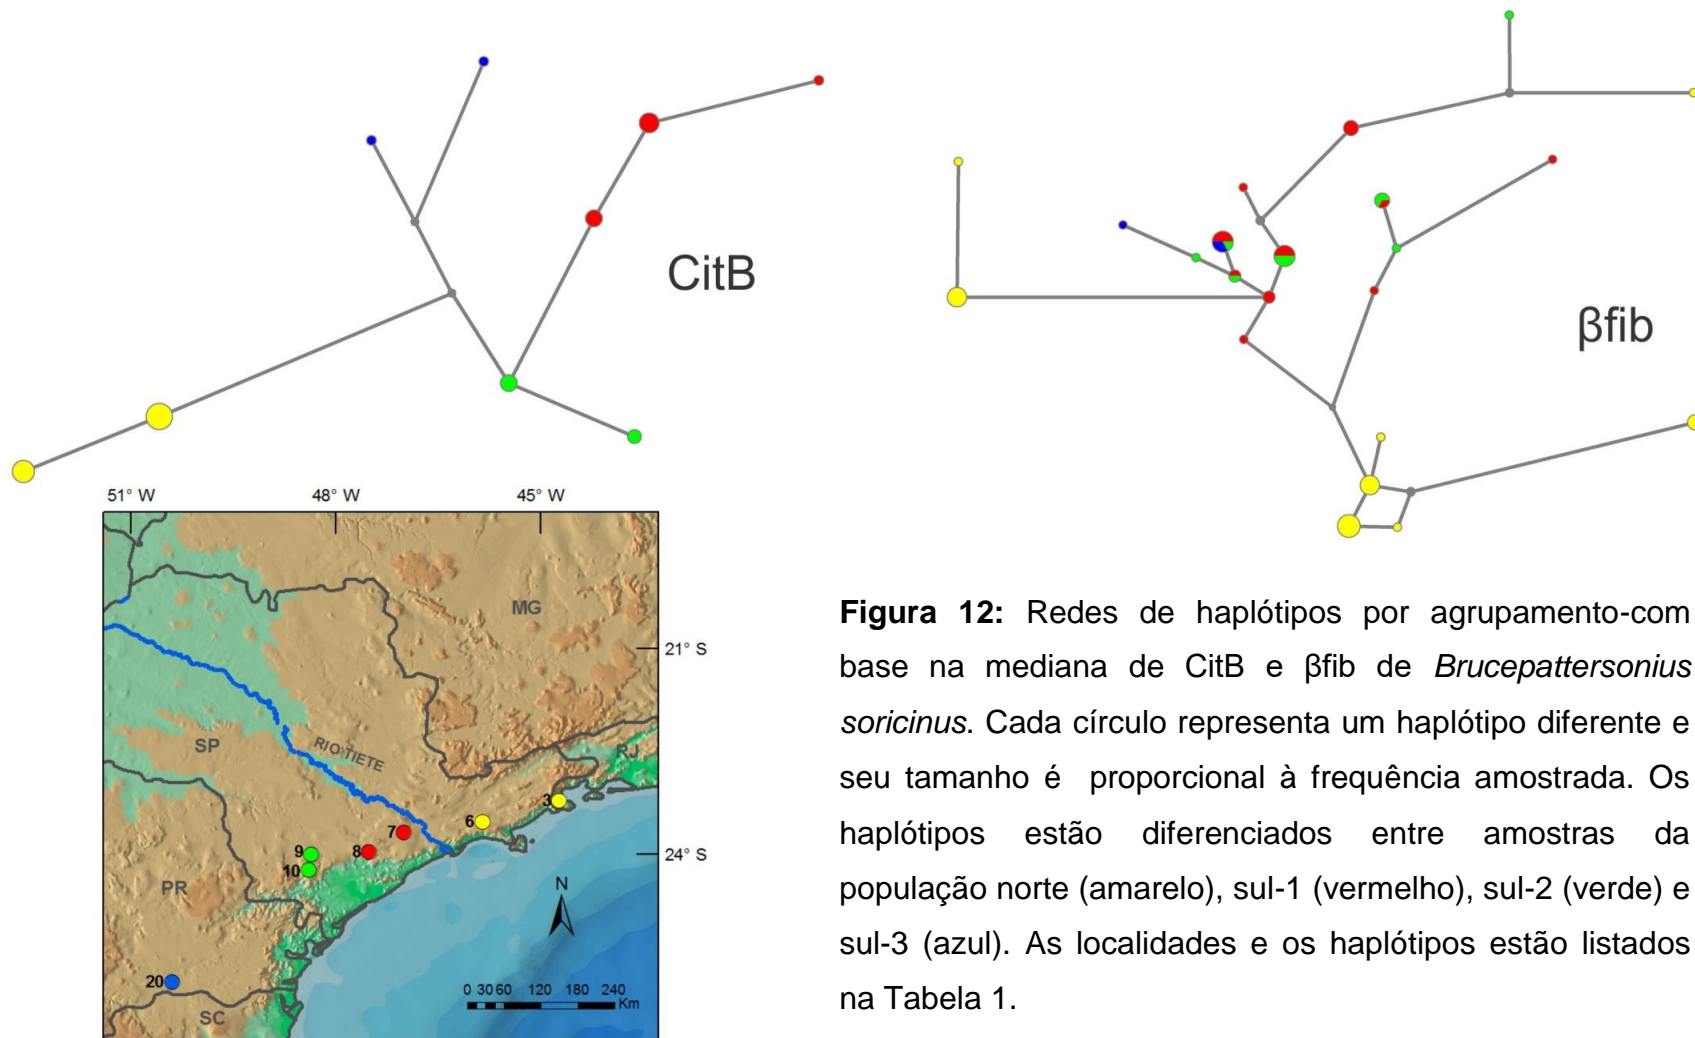 CitB
βfib
51° W 48° W 45° W
MG
21° S
SP
RIO TIETE
RJ
3
6
7
8
24° S
9
10
PR
N
20
0 30 60 120 180 240
Km
SC
Figura 12: Redes de haplótipos por agrupamento-com
base na mediana de CitB e βfib de Brucepattersonius
soricinus. Cada círculo representa um haplótipo diferente e
seu tamanho é proporcional à frequência amostrada. Os
haplótipos estão diferenciados entre amostras da
população norte (amarelo), sul-1 (vermelho), sul-2 (verde) e
sul-3 (azul). As localidades e os haplótipos estão listados
na Tabela 1.